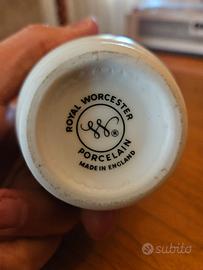 ROYAL WORCESTER
W ®
PORCELAIN
MADE IN ENGLAND
subito